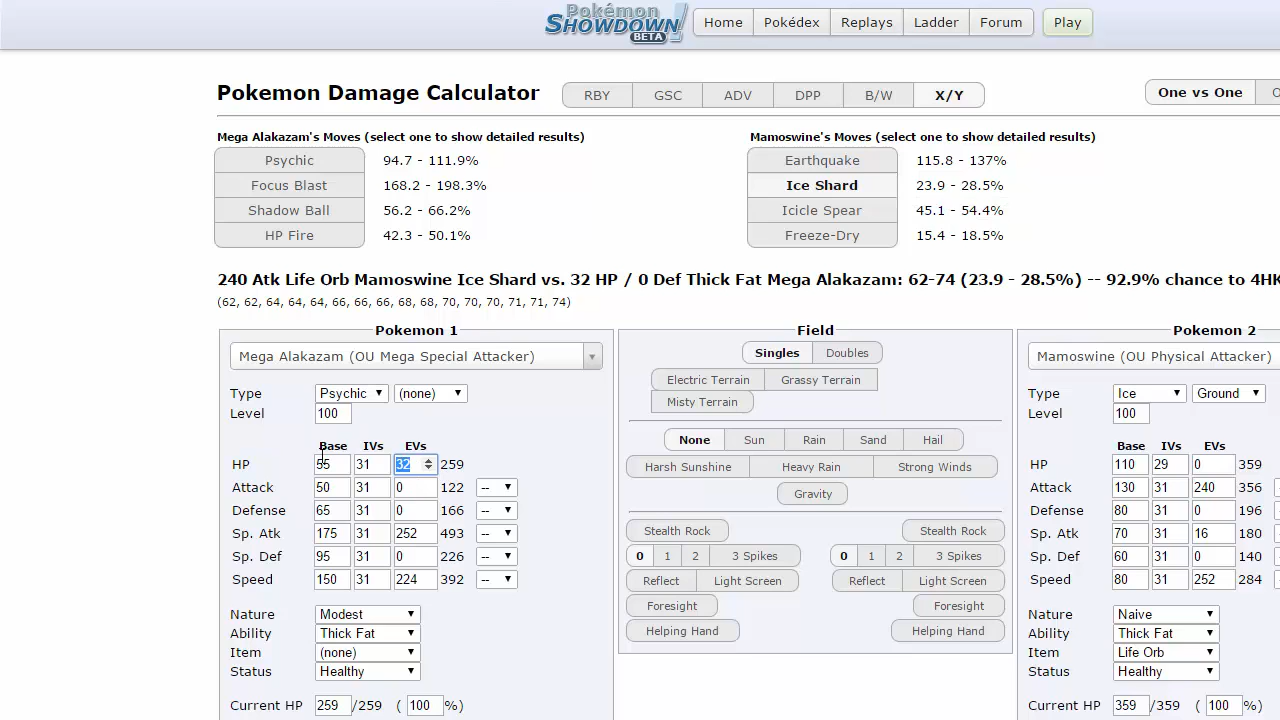 Pokémon
SHOWDOWN!
BETA
Home Pokédex Replays Ladder Forum Play
Pokemon Damage Calculator RBY GSC ADV DPP B/W X/Y One vs One
Mega Alakazam's Moves (select one to show detailed results) Mamoswine's Moves (select one to show detailed results)
Psychic 94.7 - 111.9% Earthquake 115.8 - 137%
Focus Blast 168.2 - 198.3% Ice Shard 23.9 - 28.5%
Shadow Ball 56.2 - 66.2% Icicle Spear 45.1 - 54.4%
HP Fire 42.3 - 50.1% Freeze-Dry 15.4 - 18.5%
240 Atk Life Orb Mamoswine Ice Shard vs. 32 HP / 0 Def Thick Fat Mega Alakazam: 62-74 (23.9 - 28.5%) -- 92.9% chance to 4HK
(62, 62, 64, 64, 64, 66, 66, 66, 68, 68, 70, 70, 70, 71, 71, 74)
Pokemon 1 Field Pokemon 2
Mega Alakazam (OU Mega Special Attacker) Singles Doubles Mamoswine (OU Physical Attacker)
Electric Terrain Grassy Terrain
Type Psychic (none) Misty Terrain Type Ice Ground
Level 100 Level 100
None Sun Rain Sand Hail
Base IVs EVs Base IVs EVs
HP 55 31 32 259 Harsh Sunshine Heavy Rain Strong Winds HP 110 29 0 359
Attack 50 31 0 122 -- Gravity Attack 130 31 240 356
Defense 65 31 0 166 -- Defense 80 31 0 196
Sp. Atk 175 31 252 493 -- Stealth Rock Stealth Rock Sp. Atk 70 31 16 180
Sp. Def 95 31 0 226 -- 0 1 2 3 Spikes 0 1 2 3 Spikes Sp. Def 60 31 0 140
Speed 150 31 224 392 -- Reflect Light Screen Reflect Light Screen Speed 80 31 252 284
Foresight Foresight
Nature Modest Helping Hand Helping Hand Nature Naive
Ability Thick Fat Ability Thick Fat
Item (none) Item Life Orb
Status Healthy Status Healthy
Current HP 259 /259 ( 100 %) Current HP 359 /359 ( 100 %)